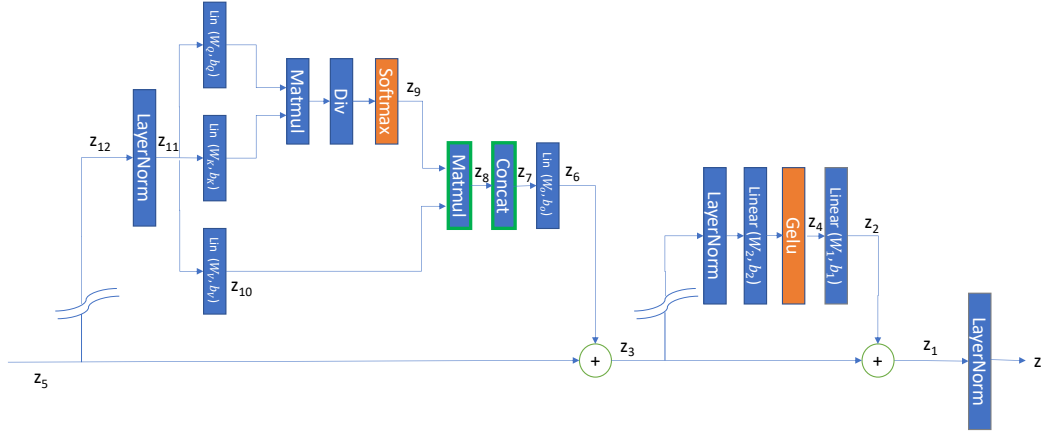 Lin (W_Q, b_Q)
Matmul
Div
Softmax
z_9
z_12
LayerNorm
z_11
Lin (W_K, b_K)
Matmul
z_8
Concat
z_7
Lin (W_o, b_o)
z_6
Lin (W_V, b_V)
z_10
LayerNorm
Linear (W_2, b_2)
Gelu
z_4
Linear (W_1, b_1)
z_2
z_5
+
z_3
+
z_1
LayerNorm
z